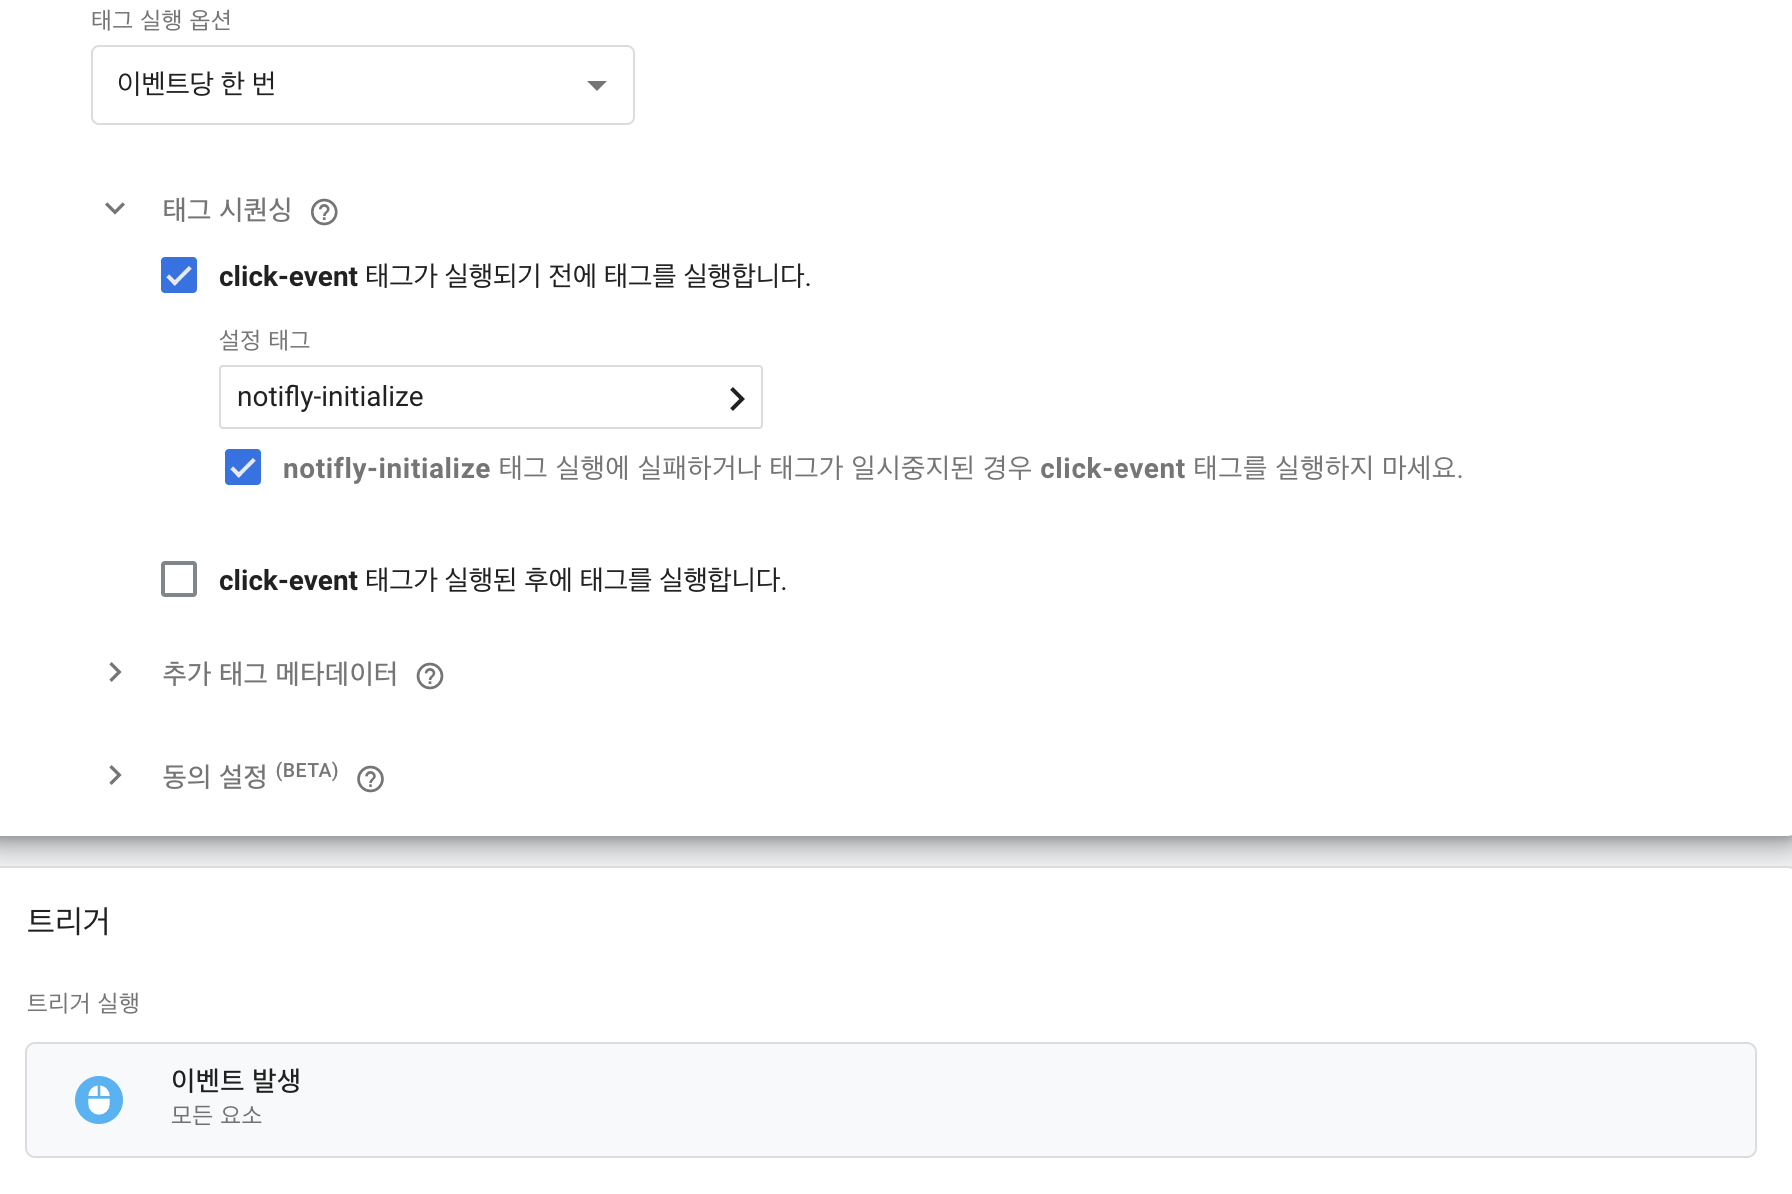 태그 실행 옵션
이벤트당 한 번
태그 시퀀싱
click-event 태그가 실행되기 전에 태그를 실행합니다.
설정 태그
notifly-initialize
notifly-initialize 태그 실행에 실패하거나 태그가 일시중지된 경우 click-event 태그를 실행하지 마세요.
click-event 태그가 실행된 후에 태그를 실행합니다.
추가 태그 메타데이터
동의 설정 (BETA)
트리거
트리거 실행
이벤트 발생
모든 요소